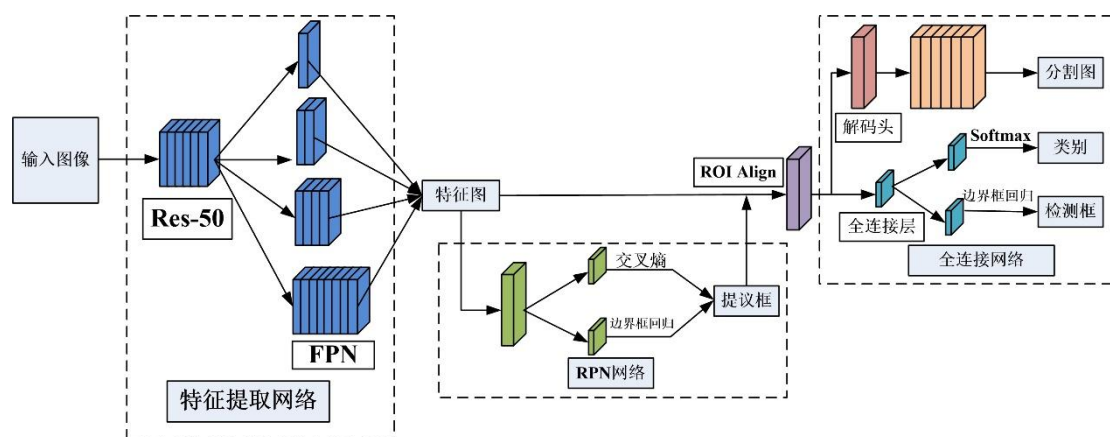 输入图像
Res-50
FPN
特征提取网络
特征图
交叉熵
边界框回归
提议框
RPN网络
ROI Align
解码头
分割图
Softmax
类别
全连接层
边界框回归
检测框
全连接网络